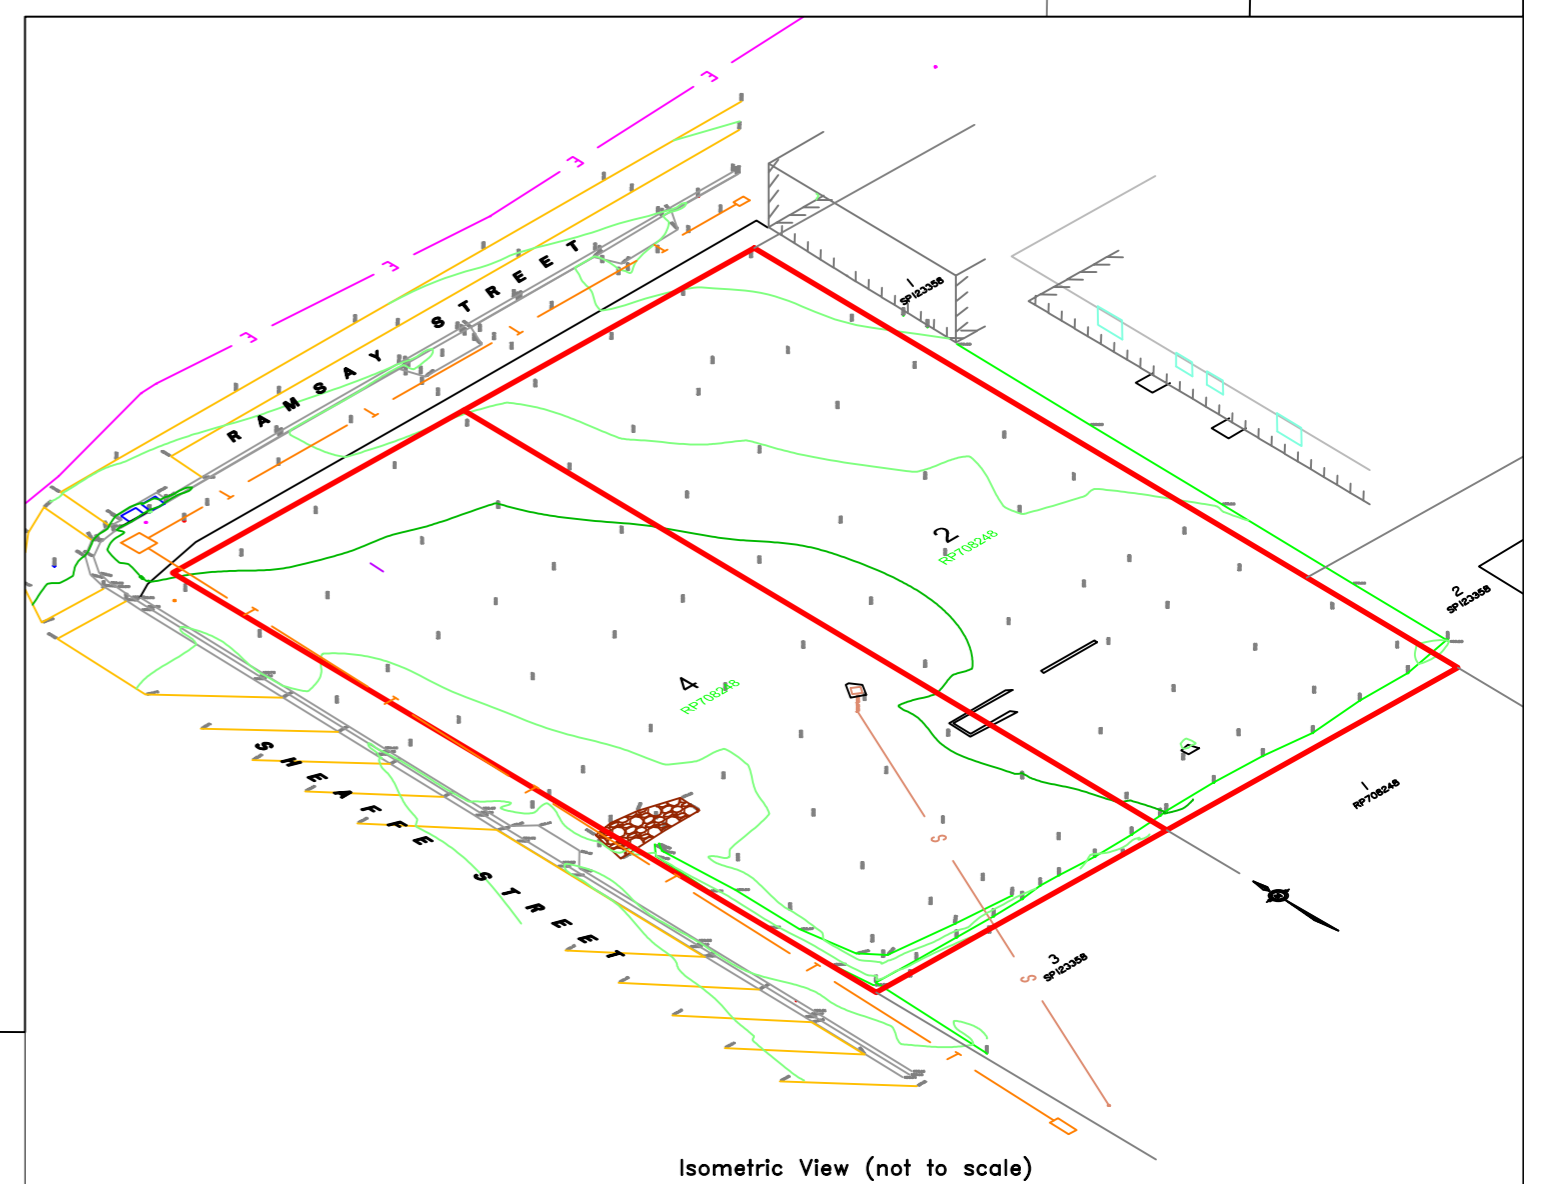 E
E
E
E
RAMSAY STREET
T
T
T
T
1
SP123358
2
RP708248
2
SP123358
T
4
RP708248
T
1
RP708248
SHEAFFE STREET
T
S
T
3
SP123358
T
S
T
Isometric View (not to scale)